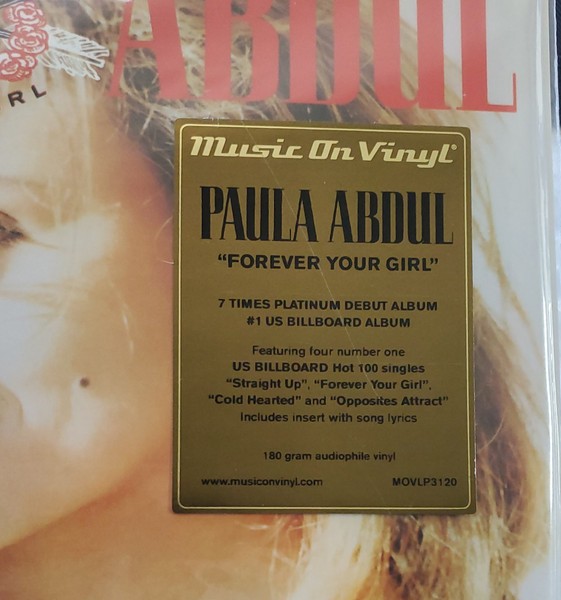 ABDUL
RL
Music On Vinyl®
PAULA ABDUL
“FOREVER YOUR GIRL”
7 TIMES PLATINUM DEBUT ALBUM
#1 US BILLBOARD ALBUM
Featuring four number one
US BILLBOARD Hot 100 singles
“Straight Up”, “Forever Your Girl”,
“Cold Hearted” and “Opposites Attract”
Includes insert with song lyrics
180 gram audiophile vinyl
www.musiconvinyl.com MOVLP3120